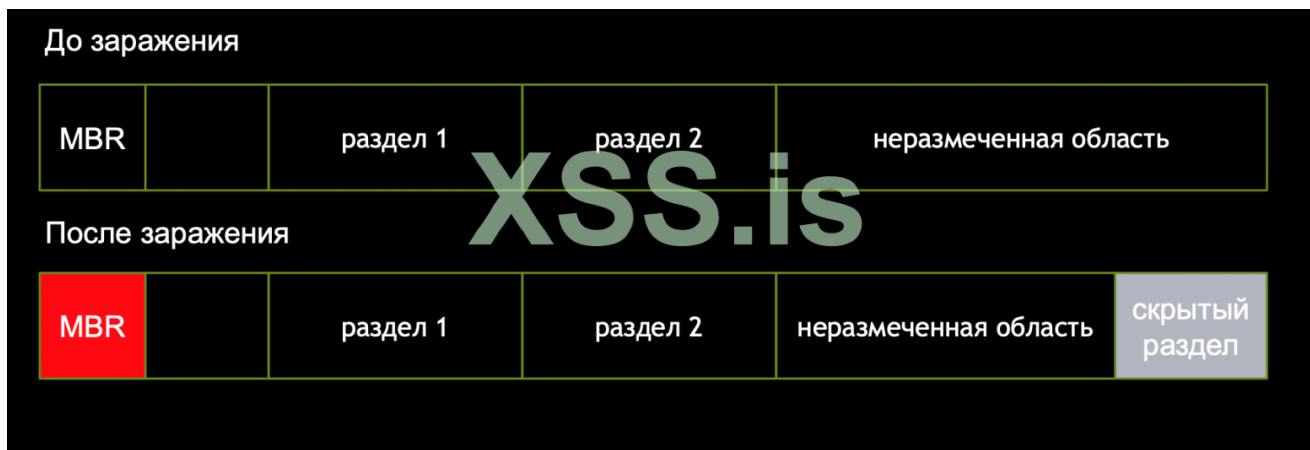 До заражения
MBR раздел 1 раздел 2 неразмеченная область
XSS.is
После заражения
MBR раздел 1 раздел 2 неразмеченная область скрытый
раздел